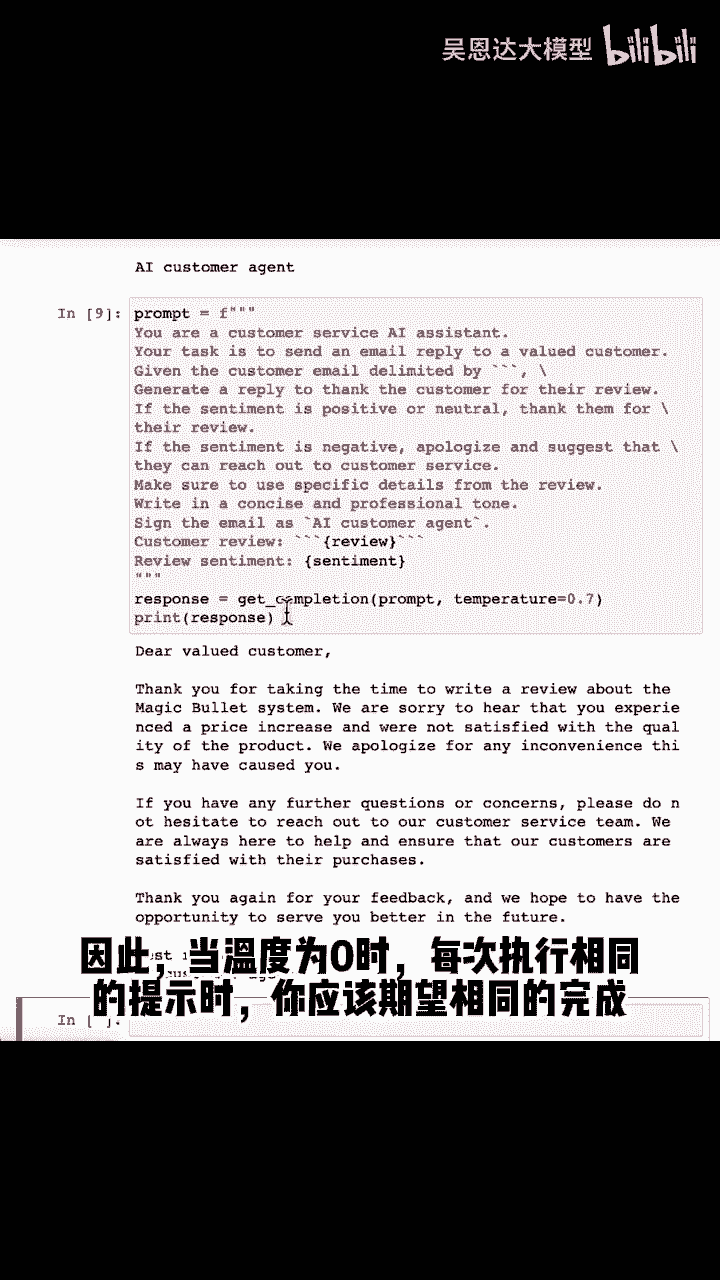 吴恩达大模型 bilibili
AI customer agent
In [9]: prompt = f"""
You are a customer service AI assistant.
Your task is to send an email reply to a valued customer.
Given the customer email delimited by ```, \
Generate a reply to thank the customer for their review.
If the sentiment is positive or neutral, thank them for \
their review.
If the sentiment is negative, apologize and suggest that \
they can reach out to customer service.
Make sure to use specific details from the review.
Write in a concise and professional tone.
Sign the email as `AI customer agent`.
Customer review: ```{review}```
Review sentiment: {sentiment}
"""
response = get_completion(prompt, temperature=0.7)
print(response)
Dear valued customer,
Thank you for taking the time to write a review about the
Magic Bullet system. We are sorry to hear that you experie
nced a price increase and were not satisfied with the qual
ity of the product. We apologize for any inconvenience thi
s may have caused you.
If you have any further questions or concerns, please do n
ot hesitate to reach out to our customer service team. We
are always here to help and ensure that our customers are
satisfied with their purchases.
Thank you again for your feedback, and we hope to have the
opportunity to serve you better in the future.
因此，当温度为0时，每次执行相同
的提示时，你应该期望相同的完成
In [ ]: